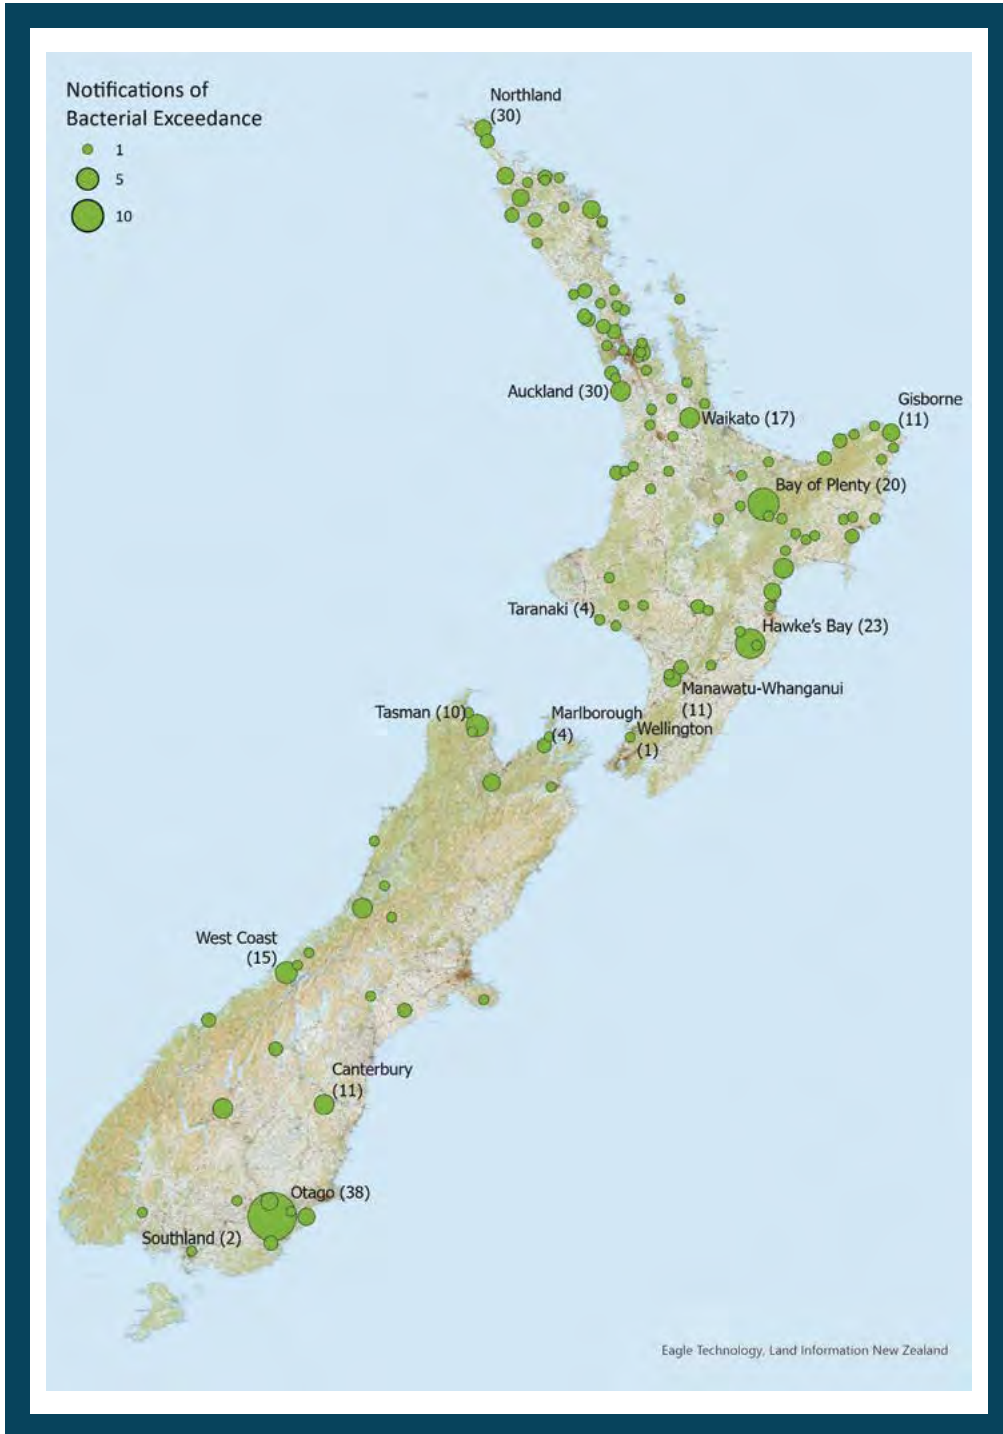 Notifications of
Bacterial Exceedance
1
5
10
Northland
(30)
Auckland (30)
Waikato (17)
Gisborne
(11)
Bay of Plenty (20)
Taranaki (4)
Hawke's Bay (23)
Manawatu-Whanganui
(11)
Tasman (10)
Marlborough
(4)
Wellington
(1)
West Coast
(15)
Canterbury
(11)
Otago (38)
Southland (2)
Eagle Technology, Land Information New Zealand